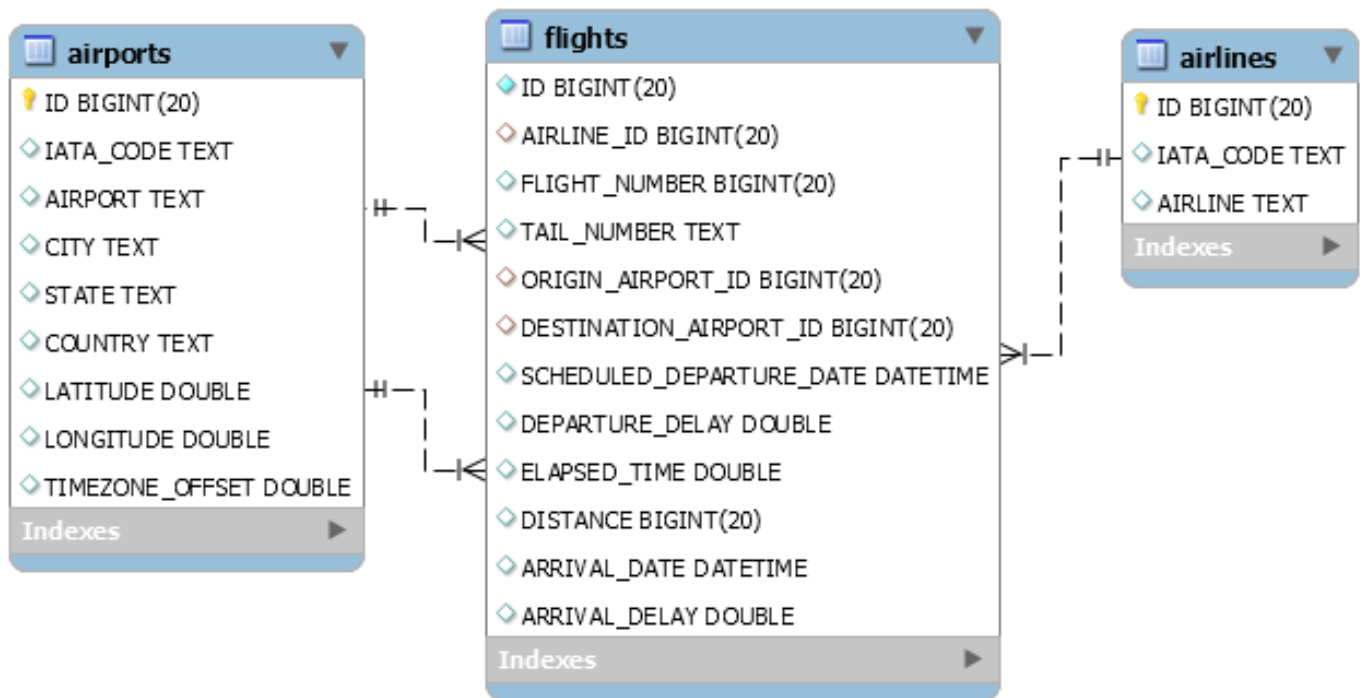 airports
ID BIGINT(20)
IATA_CODE TEXT
AIRPORT TEXT
CITY TEXT
STATE TEXT
COUNTRY TEXT
LATITUDE DOUBLE
LONGITUDE DOUBLE
TIMEZONE_OFFSET DOUBLE
Indexes
flights
ID BIGINT(20)
AIRLINE_ID BIGINT(20)
FLIGHT_NUMBER BIGINT(20)
TAIL_NUMBER TEXT
ORIGIN_AIRPORT_ID BIGINT(20)
DESTINATION_AIRPORT_ID BIGINT(20)
SCHEDULED_DEPARTURE_DATE DATETIME
DEPARTURE_DELAY DOUBLE
ELAPSED_TIME DOUBLE
DISTANCE BIGINT(20)
ARRIVAL_DATE DATETIME
ARRIVAL_DELAY DOUBLE
Indexes
airlines
ID BIGINT(20)
IATA_CODE TEXT
AIRLINE TEXT
Indexes